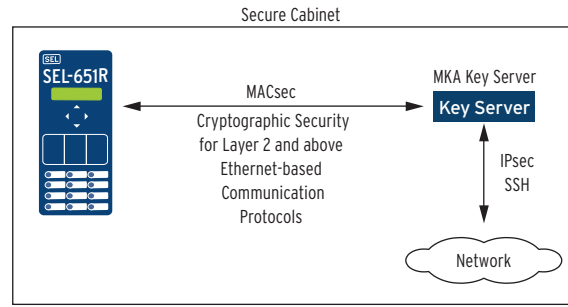 Secure Cabinet
SEL
SEL-651R
MACsec
Cryptographic Security
for Layer 2 and above
Ethernet-based
Communication
Protocols
MKA Key Server
Key Server
IPsec
SSH
Network